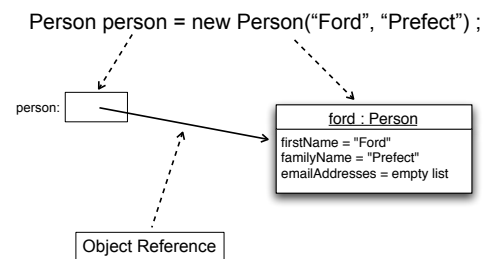 Person person = new Person(“Ford”, “Prefect”) ;
person:
ford : Person
firstName = "Ford"
familyName = "Prefect"
emailAddresses = empty list
Object Reference